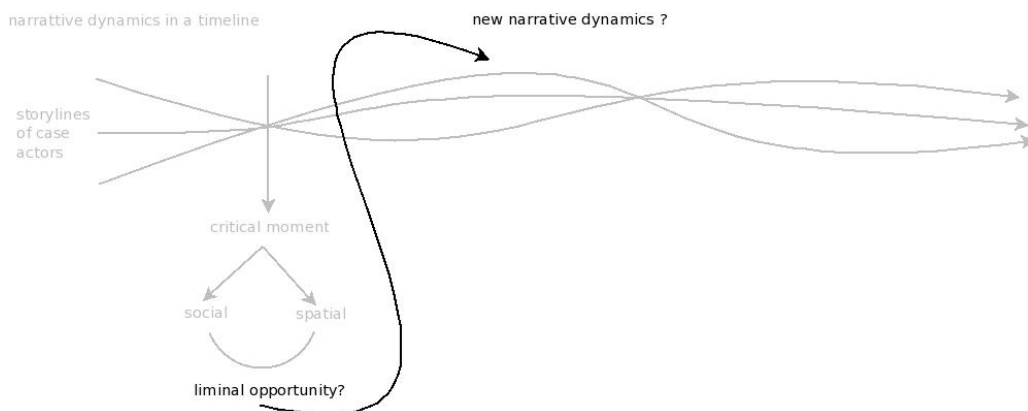 narrattive dynamics in a timeline
new narrative dynamics ?
storylines
of case
actors
critical moment
social
spatial
liminal opportunity?